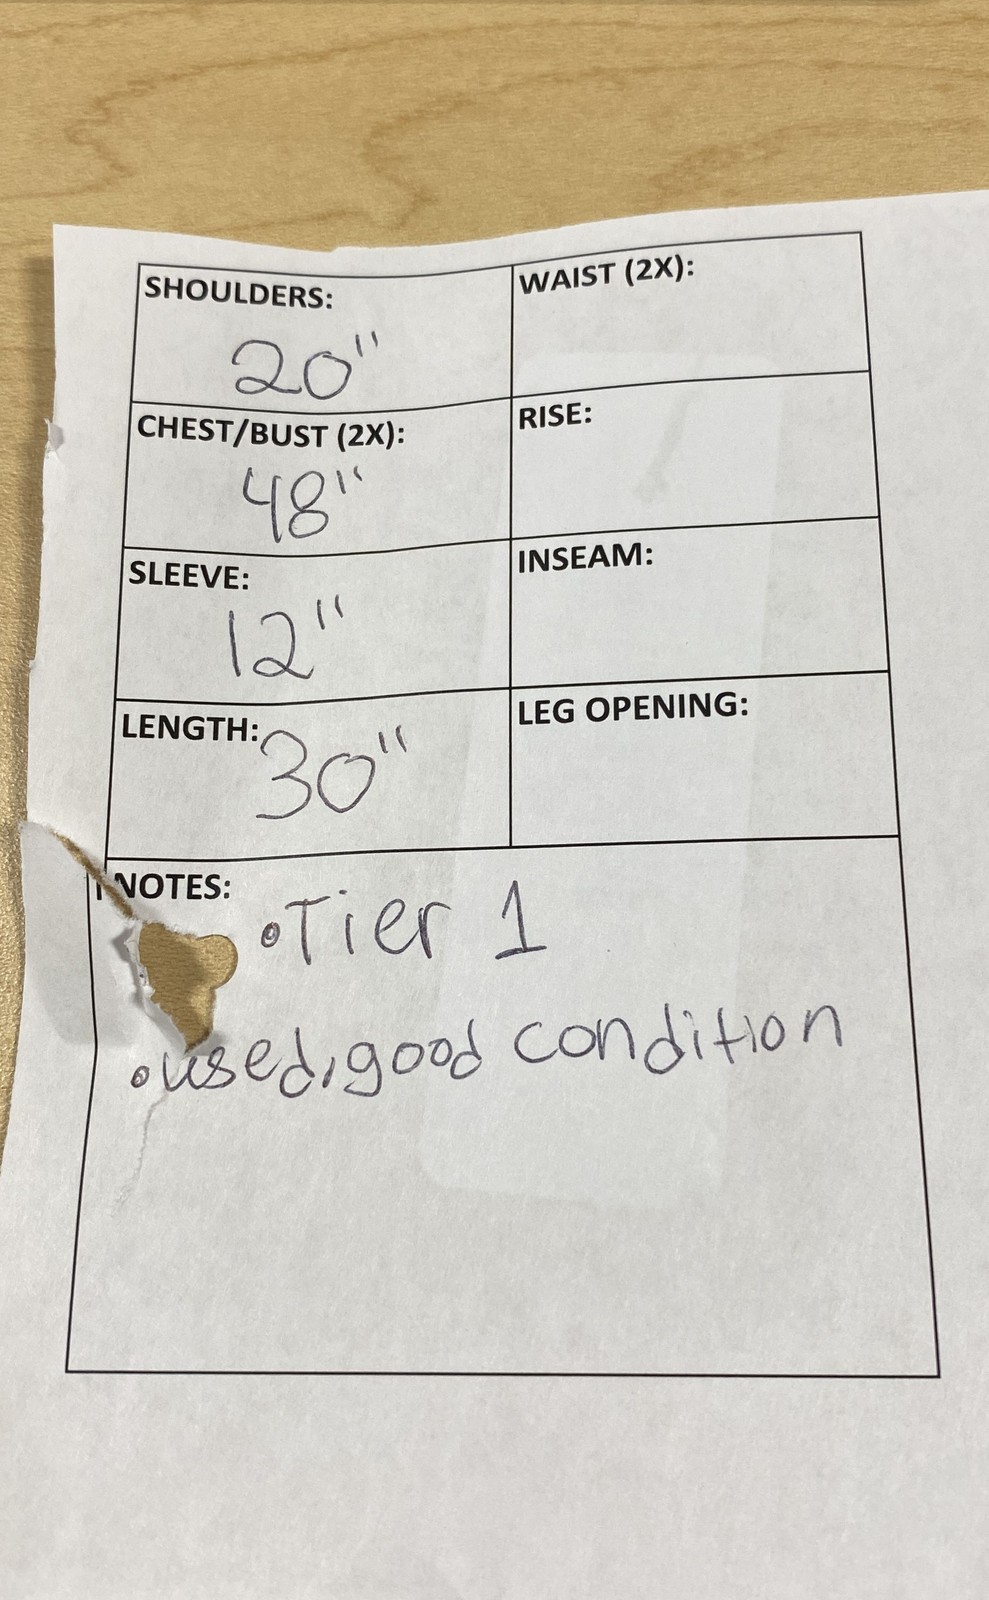 SHOULDERS:
20"
WAIST (2X):
CHEST/BUST (2X):
48"
RISE:
SLEEVE:
12"
INSEAM:
LENGTH:
30"
LEG OPENING:
NOTES:
•Tier 1
•used, good condition